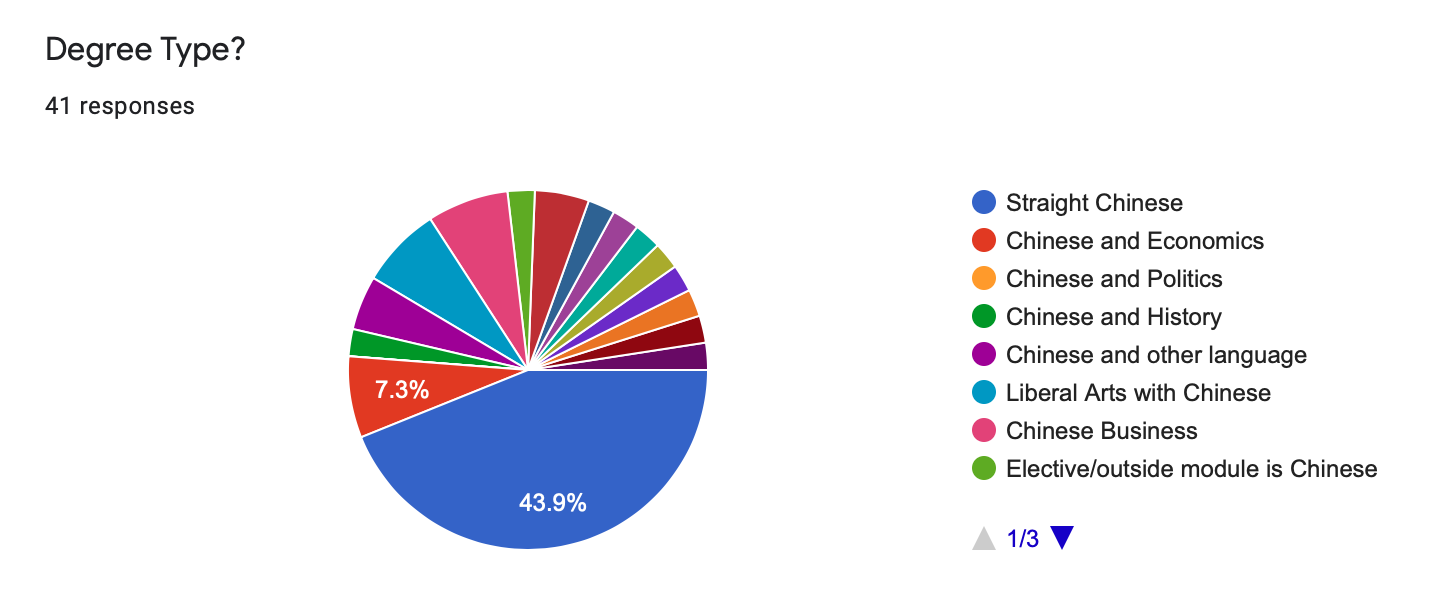 Degree Type?
41 responses
7.3%
43.9%
Straight Chinese
Chinese and Economics
Chinese and Politics
Chinese and History
Chinese and other language
Liberal Arts with Chinese
Chinese Business
Elective/outside module is Chinese
1/3